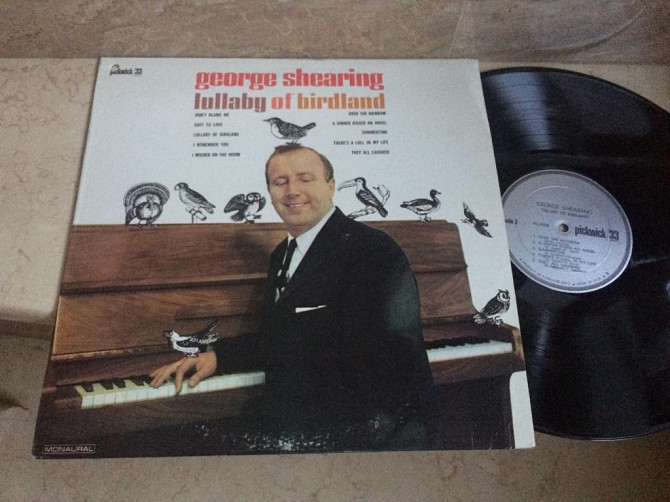 pickwick/33
george shearing
lullaby of birdland
DON'T BLAME ME
EASY TO LOVE
LULLABY OF BIRDLAND
I REMEMBER YOU
I WISHED ON THE MOON
OVER THE RAINBOW
A SINNER KISSED AN ANGEL
SUMMERTIME
THERE'S A LULL IN MY LIFE
THEY ALL LAUGHED
MONAURAL
GEORGE SHEARING
LULLABY OF BIRDLAND
pickwick/33